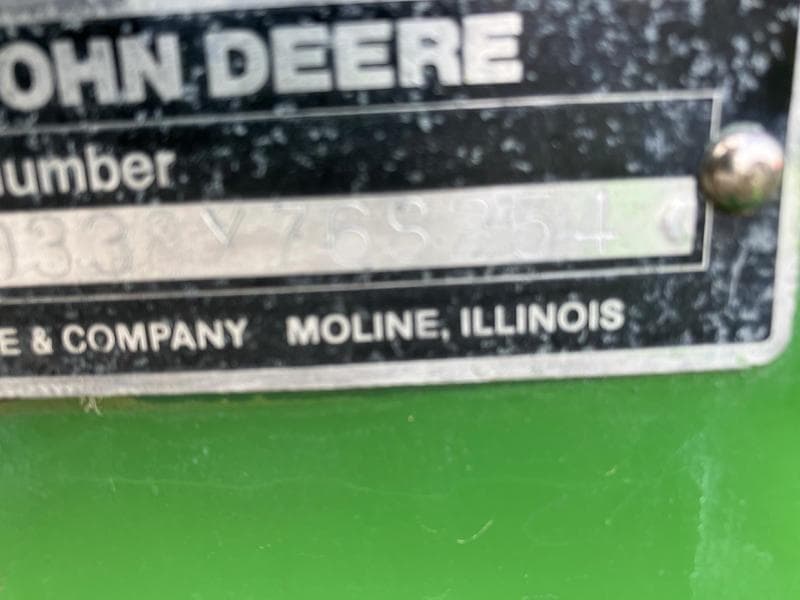 OHN DEERE
umber
E & COMPANY MOLINE, ILLINOIS